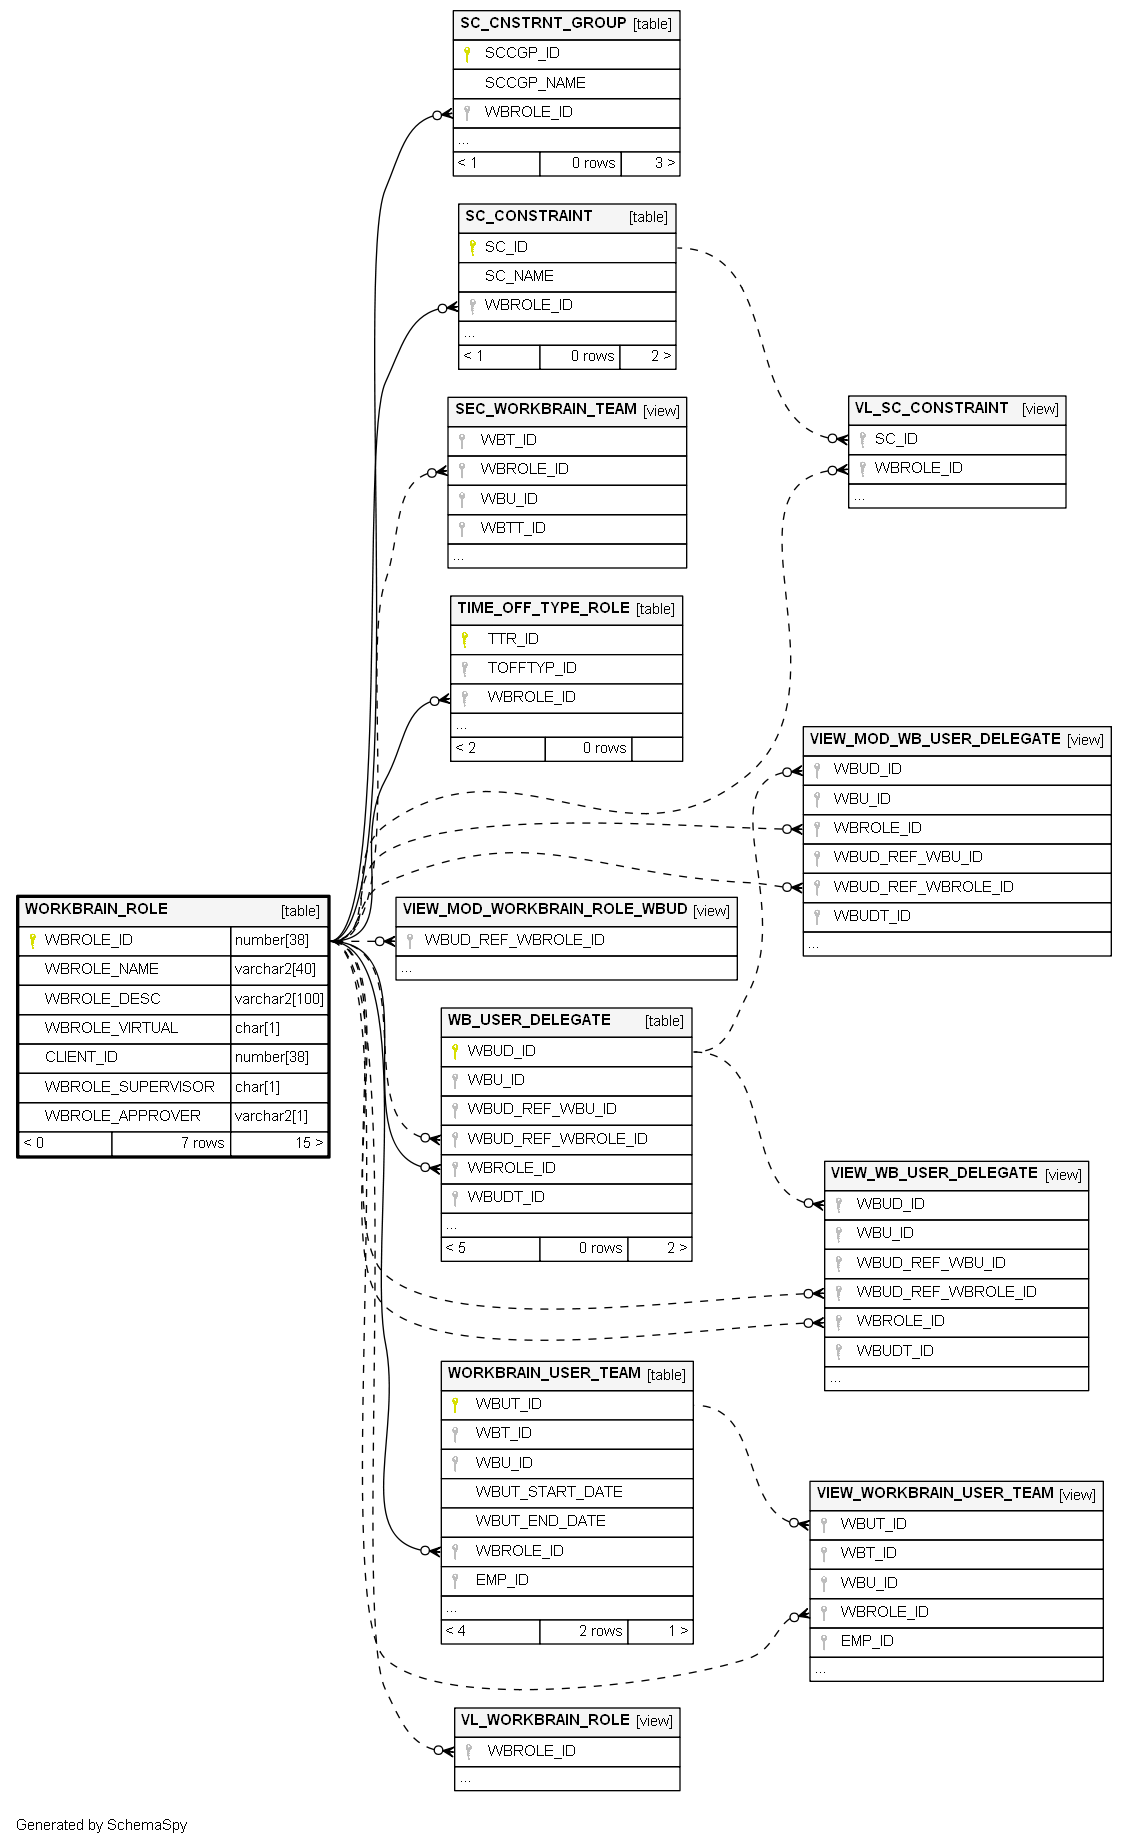 SC_CNSTRNT_GROUP [table]
SCCGP_ID
SCCGP_NAME
WBROLE_ID
...
< 1 0 rows 3 >
SC_CONSTRAINT [table]
SC_ID
SC_NAME
WBROLE_ID
...
< 1 0 rows 2 >
SEC_WORKBRAIN_TEAM [view]
WBT_ID
WBROLE_ID
WBU_ID
WBTT_ID
...
VL_SC_CONSTRAINT [view]
SC_ID
WBROLE_ID
...
TIME_OFF_TYPE_ROLE [table]
TTR_ID
TOFFTYP_ID
WBROLE_ID
...
< 2 0 rows
VIEW_MOD_WB_USER_DELEGATE [view]
WBUD_ID
WBU_ID
WBROLE_ID
WBUD_REF_WBU_ID
WBUD_REF_WBROLE_ID
WBUDT_ID
...
WORKBRAIN_ROLE [table]
WBROLE_ID number[38]
WBROLE_NAME varchar2[40]
WBROLE_DESC varchar2[100]
WBROLE_VIRTUAL char[1]
CLIENT_ID number[38]
WBROLE_SUPERVISOR char[1]
WBROLE_APPROVER varchar2[1]
< 0 7 rows 15 >
VIEW_MOD_WORKBRAIN_ROLE_WBUD [view]
WBUD_REF_WBROLE_ID
...
WB_USER_DELEGATE [table]
WBUD_ID
WBU_ID
WBUD_REF_WBU_ID
WBUD_REF_WBROLE_ID
WBROLE_ID
WBUDT_ID
...
< 5 0 rows 2 >
VIEW_WB_USER_DELEGATE [view]
WBUD_ID
WBU_ID
WBUD_REF_WBU_ID
WBUD_REF_WBROLE_ID
WBROLE_ID
WBUDT_ID
...
WORKBRAIN_USER_TEAM [table]
WBUT_ID
WBT_ID
WBU_ID
WBUT_START_DATE
WBUT_END_DATE
WBROLE_ID
EMP_ID
...
< 4 2 rows 1 >
VIEW_WORKBRAIN_USER_TEAM [view]
WBUT_ID
WBT_ID
WBU_ID
WBROLE_ID
EMP_ID
...
VL_WORKBRAIN_ROLE [view]
WBROLE_ID
...
Generated by SchemaSpy